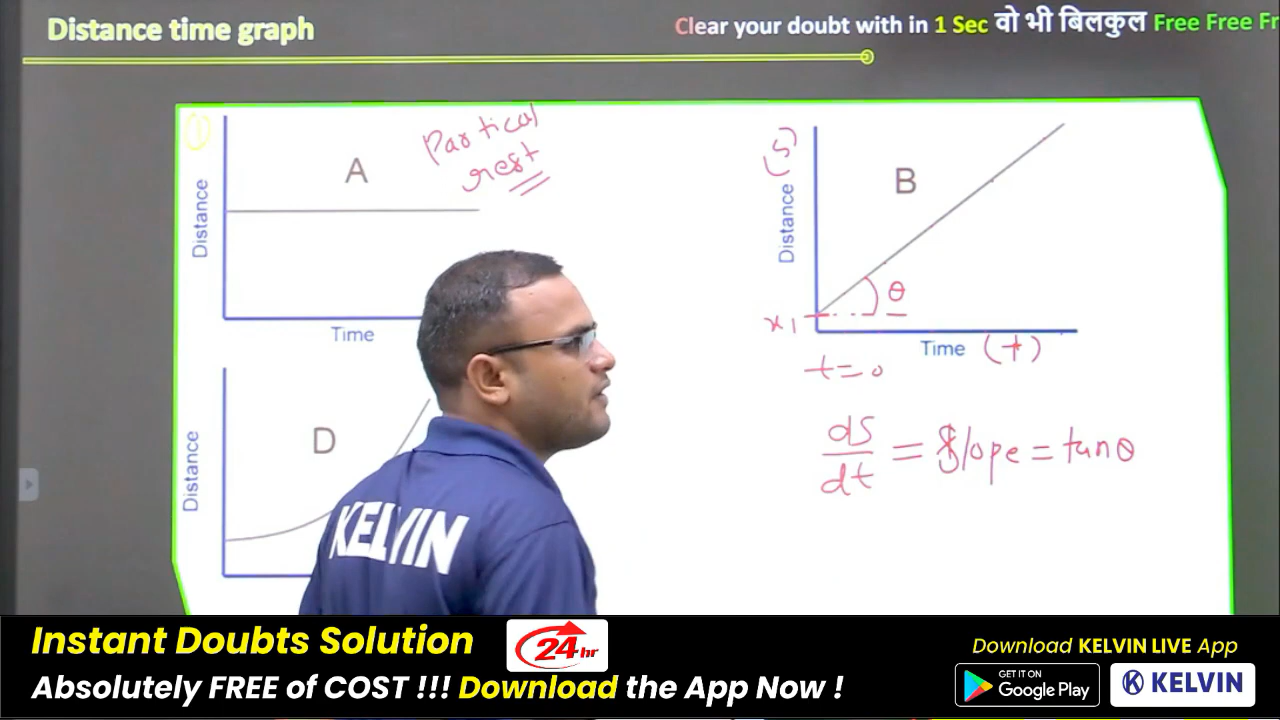 Distance time graph
Clear your doubt with in 1 Sec वो भी बिलकुल Free Free Fr
1
A
Partical
rest
Distance
Time
(S)
B
Distance
θ
x1
Time (t)
t=0
D
Distance
dS/dt = Slope = tanθ
KELVIN
Instant Doubts Solution
24hr
Absolutely FREE of COST !!! Download the App Now !
Download KELVIN LIVE App
GET IT ON
Google Play
KELVIN